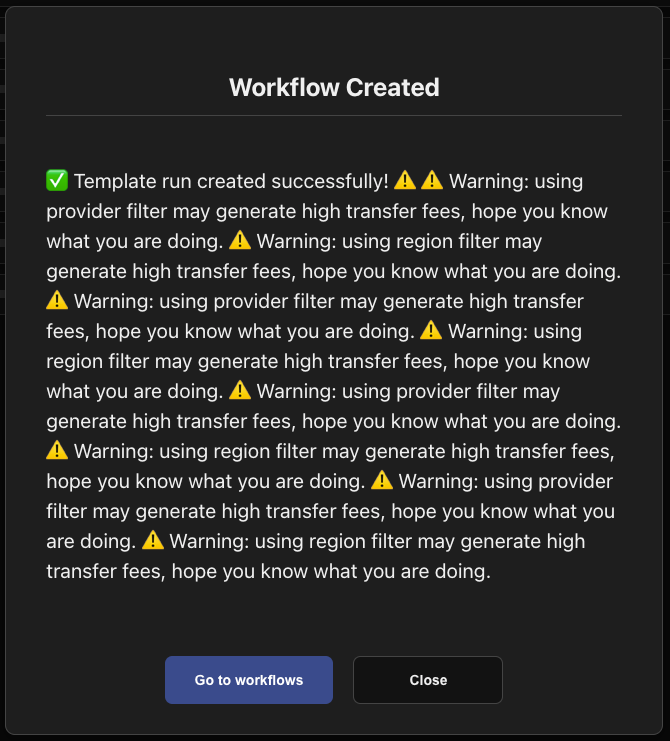 Workflow Created
✅ Template run created successfully! ⚠️ ⚠️ Warning: using
provider filter may generate high transfer fees, hope you know
what you are doing. ⚠️ Warning: using region filter may
generate high transfer fees, hope you know what you are doing.
⚠️ Warning: using provider filter may generate high transfer
fees, hope you know what you are doing. ⚠️ Warning: using
region filter may generate high transfer fees, hope you know
what you are doing. ⚠️ Warning: using provider filter may
generate high transfer fees, hope you know what you are doing.
⚠️ Warning: using region filter may generate high transfer fees,
hope you know what you are doing. ⚠️ Warning: using provider
filter may generate high transfer fees, hope you know what you
are doing. ⚠️ Warning: using region filter may generate high
transfer fees, hope you know what you are doing.
Go to workflows
Close